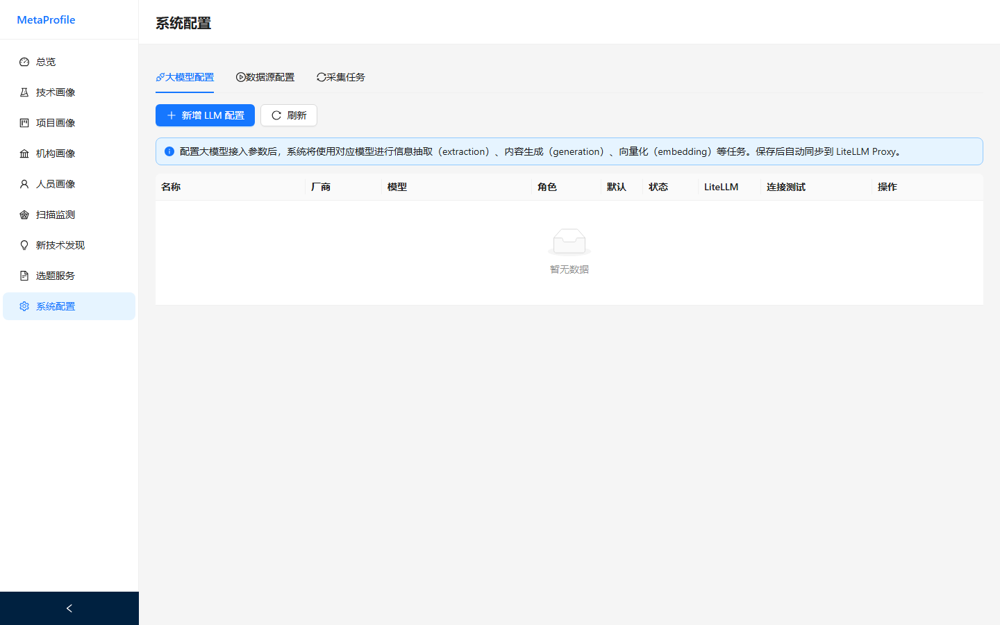 MetaProfile
系统配置
总览
技术画像
项目画像
机构画像
人员画像
扫描监测
新技术发现
选题服务
系统配置
大模型配置 数据源配置 采集任务
新增 LLM 配置 刷新
配置大模型接入参数后，系统将使用对应模型进行信息抽取（extraction）、内容生成（generation）、向量化（embedding）等任务。保存后自动同步到 LiteLLM Proxy。
名称 厂商 模型 角色 默认 状态 LiteLLM 连接测试 操作
暂无数据